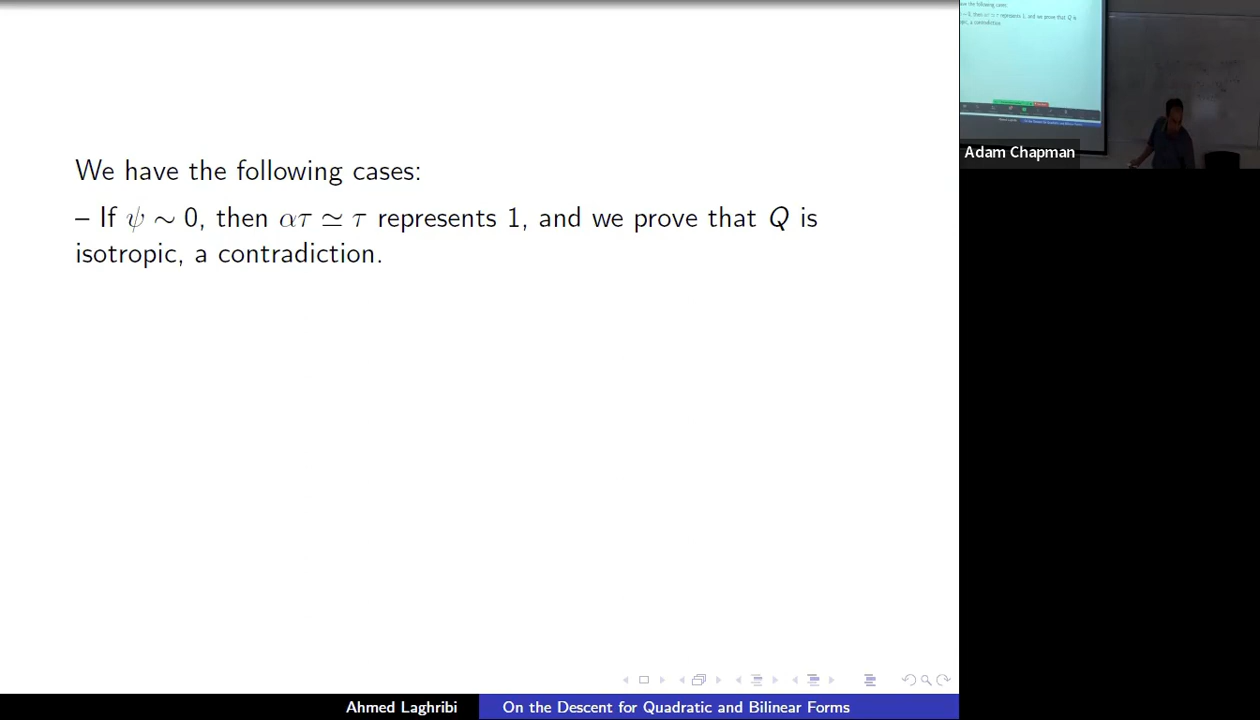 We have the following cases:
– If ψ ∼ 0, then ατ ≃ τ represents 1, and we prove that Q is
isotropic, a contradiction.
Adam Chapman
Ahmed Laghribi On the Descent for Quadratic and Bilinear Forms